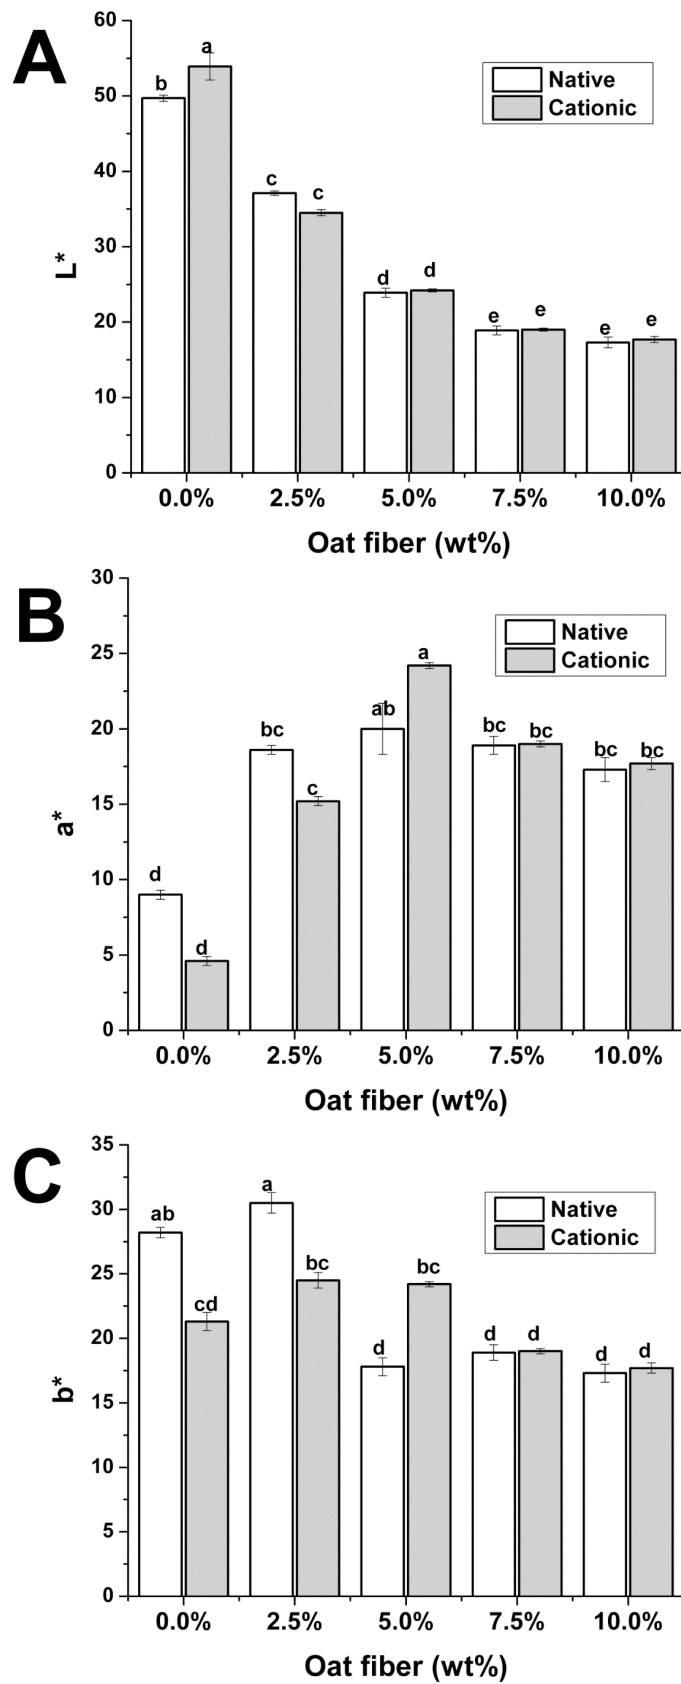 A
60
50
40
30
20
10
0
L*
b
a
c
c
d
d
e
e
e
e
Native
Cationic
0.0% 2.5% 5.0% 7.5% 10.0%
Oat fiber (wt%)
B
30
25
20
15
10
5
0
a*
d
d
bc
c
ab
a
bc
bc
bc
bc
Native
Cationic
0.0% 2.5% 5.0% 7.5% 10.0%
Oat fiber (wt%)
C
35
30
25
20
15
10
5
0
b*
ab
cd
a
bc
d
bc
d
d
d
d
Native
Cationic
0.0% 2.5% 5.0% 7.5% 10.0%
Oat fiber (wt%)